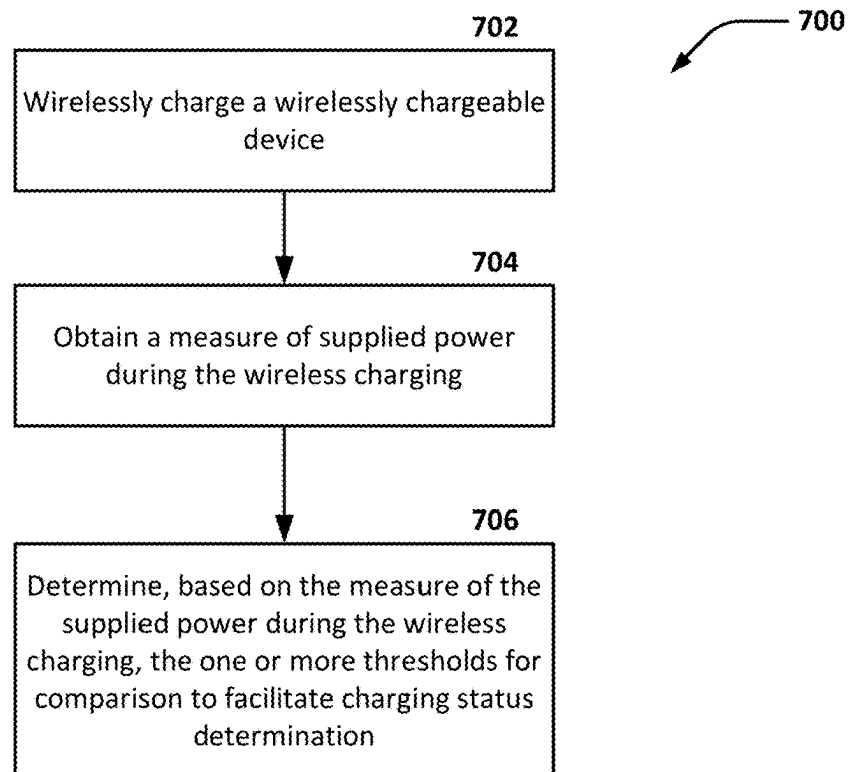 702
700
Wirelessly charge a wirelessly chargeable
device
704
Obtain a measure of supplied power
during the wireless charging
706
Determine, based on the measure of the
supplied power during the wireless
charging, the one or more thresholds for
comparison to facilitate charging status
determination